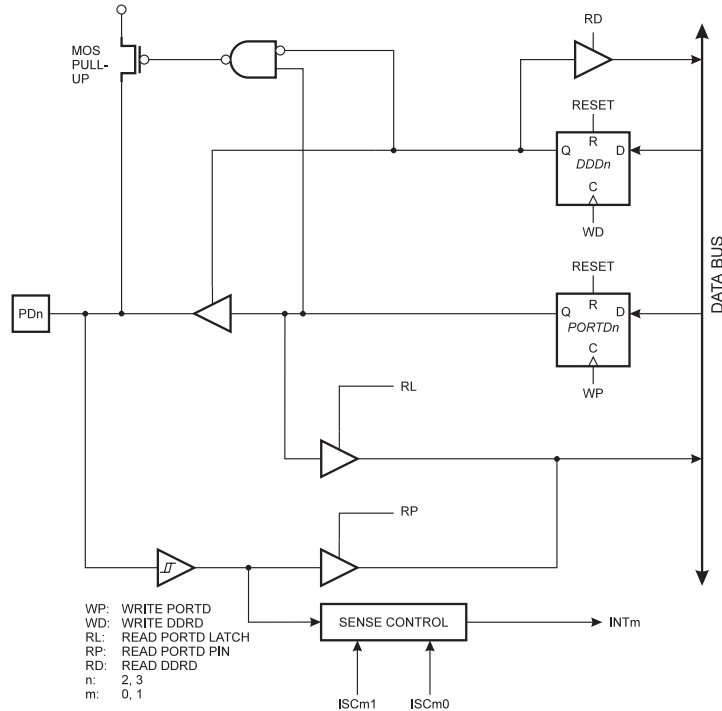 RD
MOS
PULL-
UP
RESET
R
Q
D
DDDn
C
WD
DATA BUS
RESET
R
Q
D
PDn
PORTDn
C
WP
RL
RP
WP: WRITE PORTD
WD: WRITE DDRD
RL: READ PORTD LATCH
RP: READ PORTD PIN
RD: READ DDRD
n: 2, 3
m: 0, 1
SENSE CONTROL
INTm
ISCm1
ISCm0